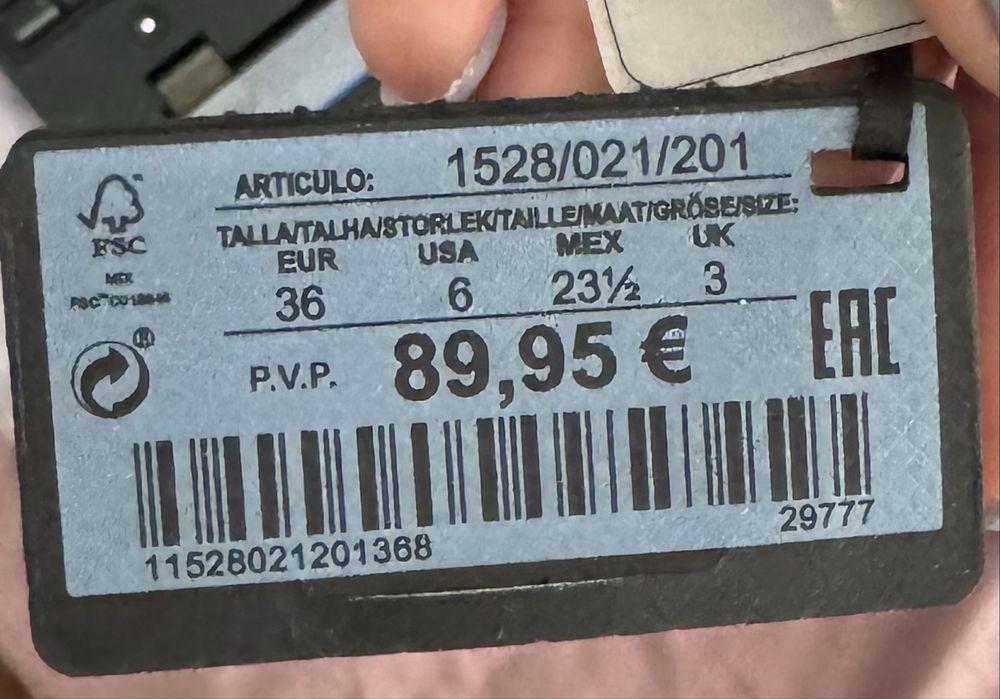 ARTICULO: 1528/021/201
TALLA/TALHA/STORLEK/TAILLE/MAAT/GRÖSE/SIZE:
EUR USA MEX UK
36 6 23½ 3
FSC
MIX
P.V.P. 89,95 €
EAC
®
29777
11528021201368